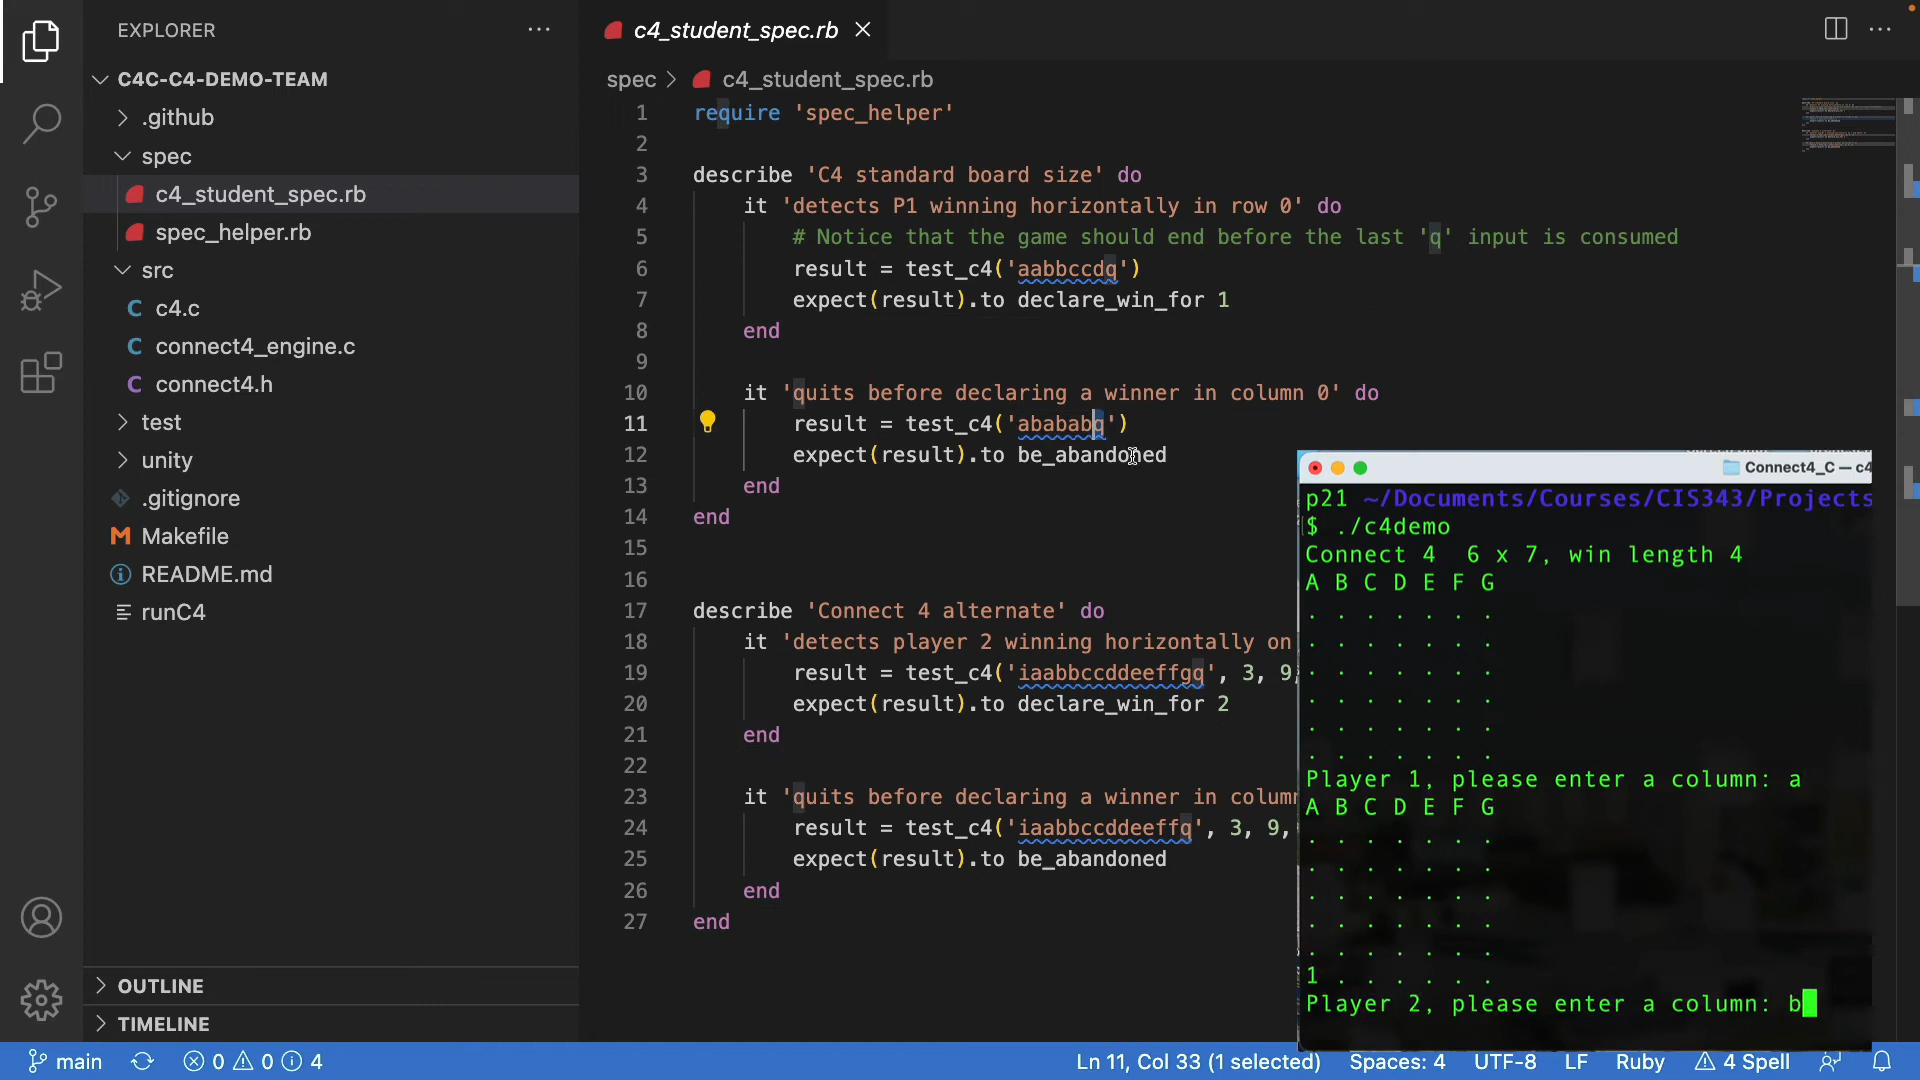 EXPLORER
C4C-C4-DEMO-TEAM
.github
spec
c4_student_spec.rb
spec_helper.rb
src
C c4.c
C connect4_engine.c
C connect4.h
test
unity
.gitignore
M Makefile
README.md
runC4
OUTLINE
TIMELINE
c4_student_spec.rb
spec > c4_student_spec.rb
1 require 'spec_helper'
2
3 describe 'C4 standard board size' do
4 it 'detects P1 winning horizontally in row 0' do
5 # Notice that the game should end before the last 'q' input is consumed
6 result = test_c4('aabbccdq')
7 expect(result).to declare_win_for 1
8 end
9
10 it 'quits before declaring a winner in column 0' do
11 result = test_c4('abababq')
12 expect(result).to be_abandoned
13 end
14 end
15
16
17 describe 'Connect 4 alternate' do
18 it 'detects player 2 winning horizontally on
19 result = test_c4('iaabbccddeeffgq', 3, 9,
20 expect(result).to declare_win_for 2
21 end
22
23 it 'quits before declaring a winner in column
24 result = test_c4('iaabbccddeeffq', 3, 9,
25 expect(result).to be_abandoned
26 end
27 end
Connect4_C — c4
p21 ~/Documents/Courses/CIS343/Projects
$ ./c4demo
Connect 4 6 x 7, win length 4
A B C D E F G
. . . . . . .
. . . . . . .
. . . . . . .
. . . . . . .
. . . . . . .
. . . . . . .
Player 1, please enter a column: a
A B C D E F G
. . . . . . .
. . . . . . .
. . . . . . .
. . . . . . .
. . . . . . .
1 . . . . . .
Player 2, please enter a column: b
main 0 0 4 Ln 11, Col 33 (1 selected) Spaces: 4 UTF-8 LF Ruby 4 Spell